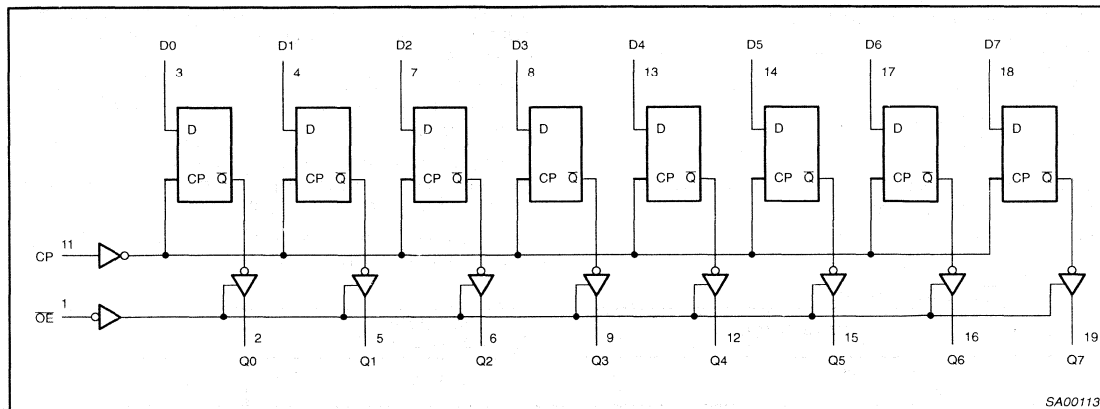 D0 D1 D2 D3 D4 D5 D6 D7
3 4 7 8 13 14 17 18
D D D D D D D D
CP Q̅ CP Q̅ CP Q̅ CP Q̅ CP Q̅ CP Q̅ CP Q̅ CP Q̅
CP 11
O̅E̅ 1
2 5 6 9 12 15 16 19
Q0 Q1 Q2 Q3 Q4 Q5 Q6 Q7
SA00113